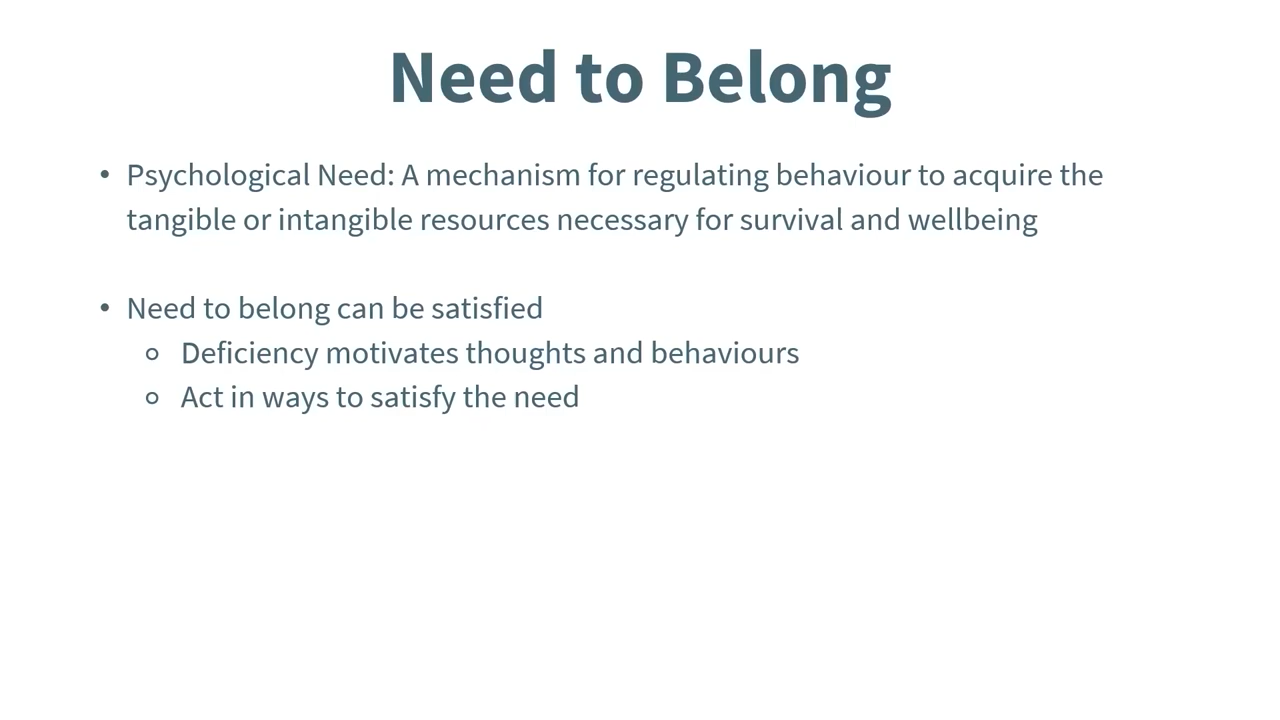 Need to Belong
• Psychological Need: A mechanism for regulating behaviour to acquire the
tangible or intangible resources necessary for survival and wellbeing
• Need to belong can be satisfied
○ Deficiency motivates thoughts and behaviours
○ Act in ways to satisfy the need